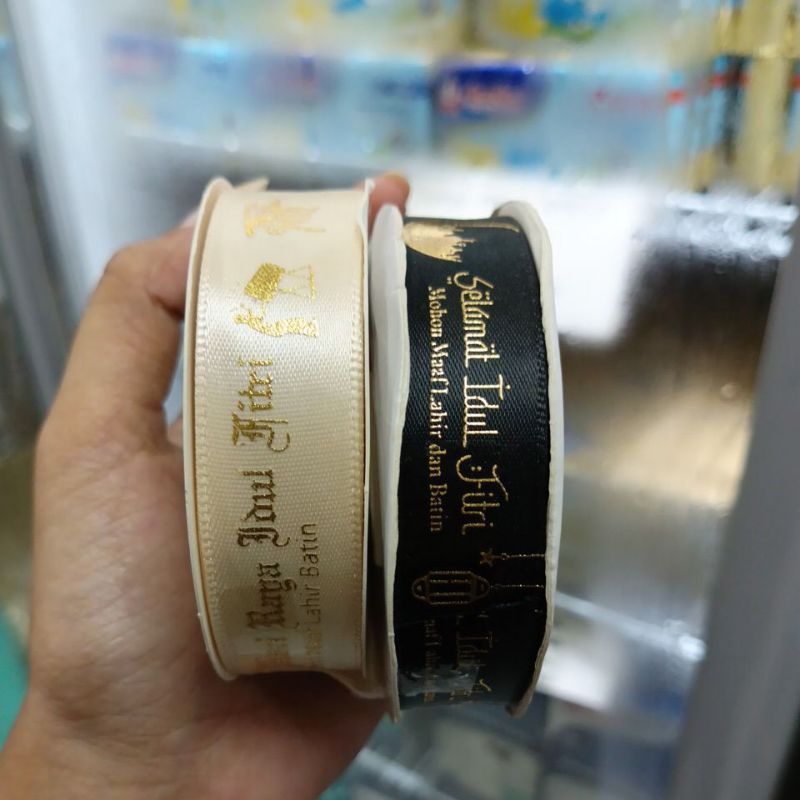 Raya Idul Fitri
Lahir Batin
Selamat Idul Fitri
Mohon Maaf Lahir dan Batin